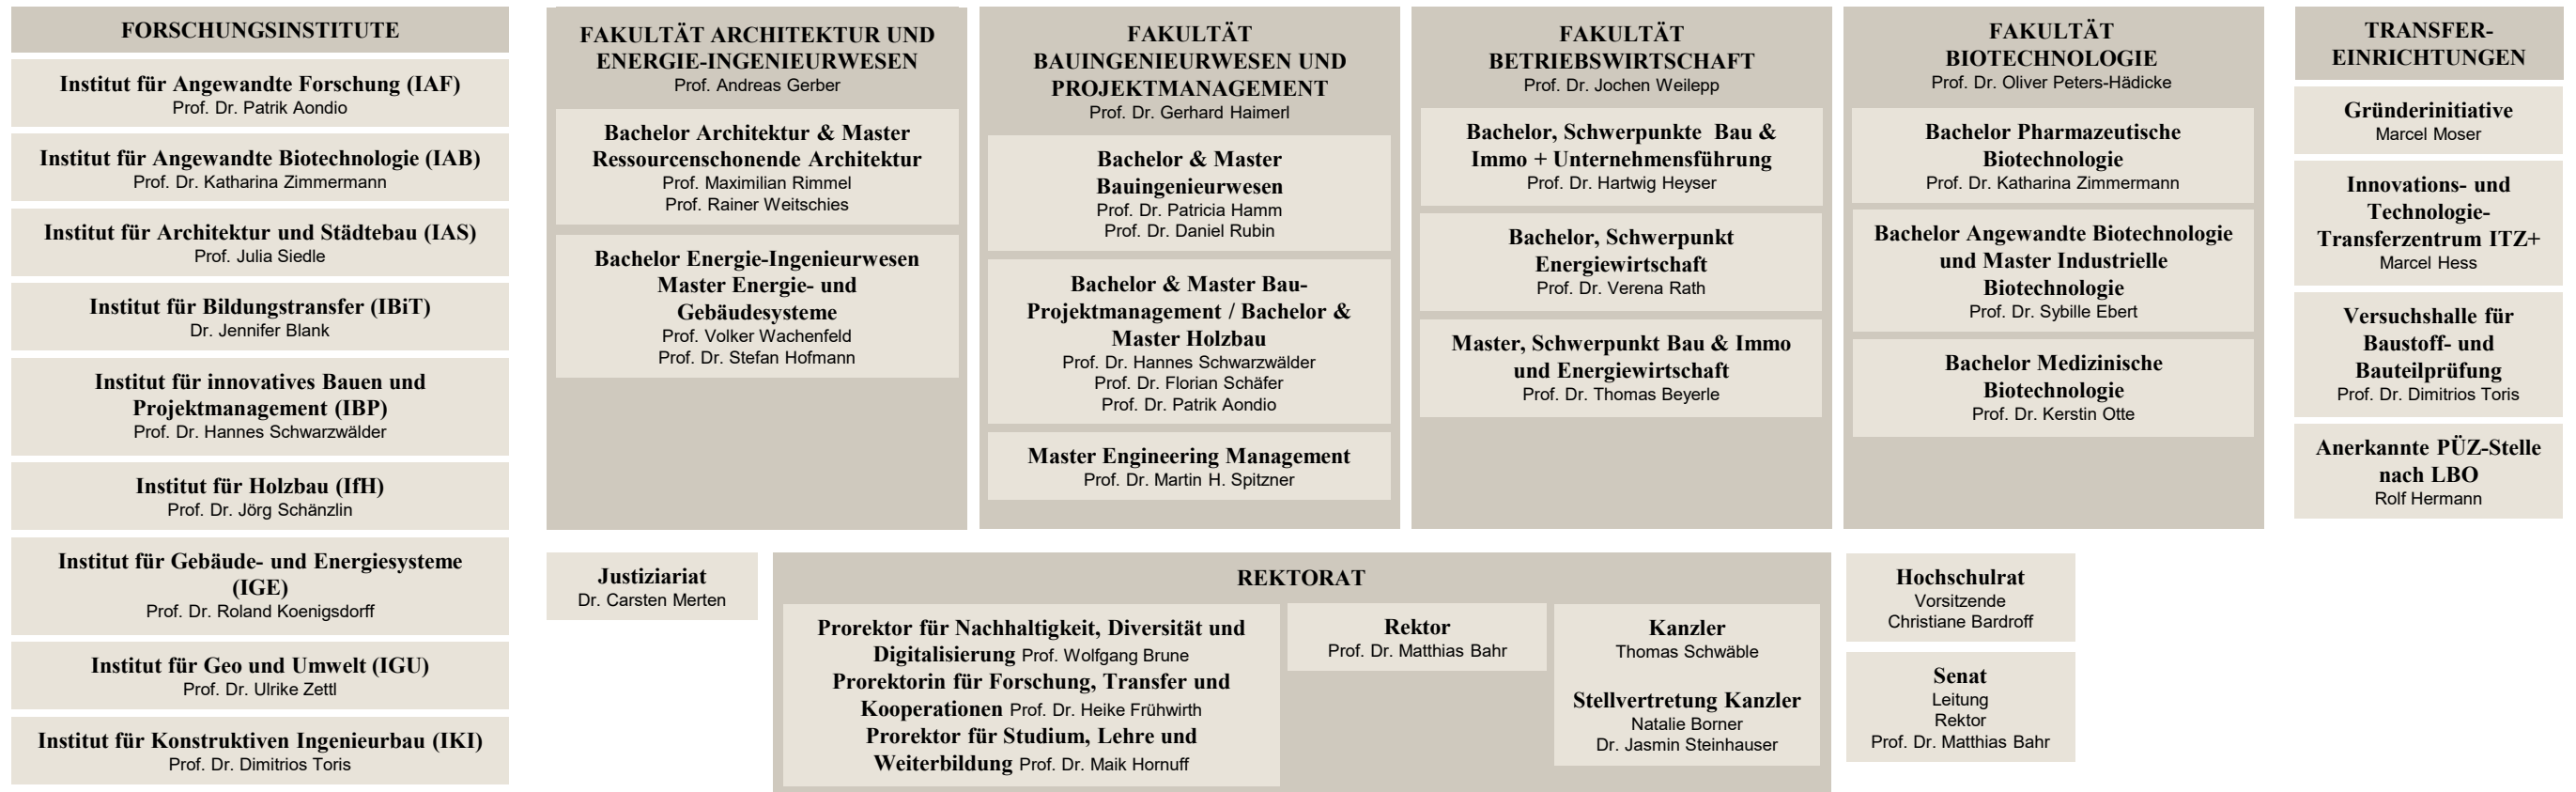 FORSCHUNGSINSTITUTE
Institut für Angewandte Forschung (IAF)
Prof. Dr. Patrik Aondio
Institut für Angewandte Biotechnologie (IAB)
Prof. Dr. Katharina Zimmermann
Institut für Architektur und Städtebau (IAS)
Prof. Julia Siedle
Institut für Bildungstransfer (IBiT)
Dr. Jennifer Blank
Institut für innovatives Bauen und
Projektmanagement (IBP)
Prof. Dr. Hannes Schwarzwälder
Institut für Holzbau (IfH)
Prof. Dr. Jörg Schänzlin
Institut für Gebäude- und Energiesysteme
(IGE)
Prof. Dr. Roland Koenigsdorff
Institut für Geo und Umwelt (IGU)
Prof. Dr. Ulrike Zettl
Institut für Konstruktiven Ingenieurbau (IKI)
Prof. Dr. Dimitrios Toris
FAKULTÄT ARCHITEKTUR UND
ENERGIE-INGENIEURWESEN
Prof. Andreas Gerber
Bachelor Architektur & Master
Ressourcenschonende Architektur
Prof. Maximilian Rimmel
Prof. Rainer Weitschies
Bachelor Energie-Ingenieurwesen
Master Energie- und
Gebäudesysteme
Prof. Volker Wachenfeld
Prof. Dr. Stefan Hofmann
FAKULTÄT
BAUINGENIEURWESEN UND
PROJEKTMANAGEMENT
Prof. Dr. Gerhard Haimerl
Bachelor & Master
Bauingenieurwesen
Prof. Dr. Patricia Hamm
Prof. Dr. Daniel Rubin
Bachelor & Master Bau-
Projektmanagement / Bachelor &
Master Holzbau
Prof. Dr. Hannes Schwarzwälder
Prof. Dr. Florian Schäfer
Prof. Dr. Patrik Aondio
Master Engineering Management
Prof. Dr. Martin H. Spitzner
FAKULTÄT
BETRIEBSWIRTSCHAFT
Prof. Dr. Jochen Weilepp
Bachelor, Schwerpunkte Bau &
Immo + Unternehmensführung
Prof. Dr. Hartwig Heyser
Bachelor, Schwerpunkt
Energiewirtschaft
Prof. Dr. Verena Rath
Master, Schwerpunkt Bau & Immo
und Energiewirtschaft
Prof. Dr. Thomas Beyerle
FAKULTÄT
BIOTECHNOLOGIE
Prof. Dr. Oliver Peters-Hädicke
Bachelor Pharmazeutische
Biotechnologie
Prof. Dr. Katharina Zimmermann
Bachelor Angewandte Biotechnologie
und Master Industrielle
Biotechnologie
Prof. Dr. Sybille Ebert
Bachelor Medizinische
Biotechnologie
Prof. Dr. Kerstin Otte
TRANSFER-
EINRICHTUNGEN
Gründerinitiative
Marcel Moser
Innovations- und
Technologie-
Transferzentrum ITZ+
Marcel Hess
Versuchshalle für
Baustoff- und
Bauteilprüfung
Prof. Dr. Dimitrios Toris
Anerkannte PÜZ-Stelle
nach LBO
Rolf Hermann
Justiziariat
Dr. Carsten Merten
REKTORAT
Prorektor für Nachhaltigkeit, Diversität und
Digitalisierung Prof. Wolfgang Brune
Prorektorin für Forschung, Transfer und
Kooperationen Prof. Dr. Heike Frühwirth
Prorektor für Studium, Lehre und
Weiterbildung Prof. Dr. Maik Hornuff
Rektor
Prof. Dr. Matthias Bahr
Kanzler
Thomas Schwäble
Stellvertretung Kanzler
Natalie Borner
Dr. Jasmin Steinhauser
Hochschulrat
Vorsitzende
Christiane Bardroff
Senat
Leitung
Rektor
Prof. Dr. Matthias Bahr